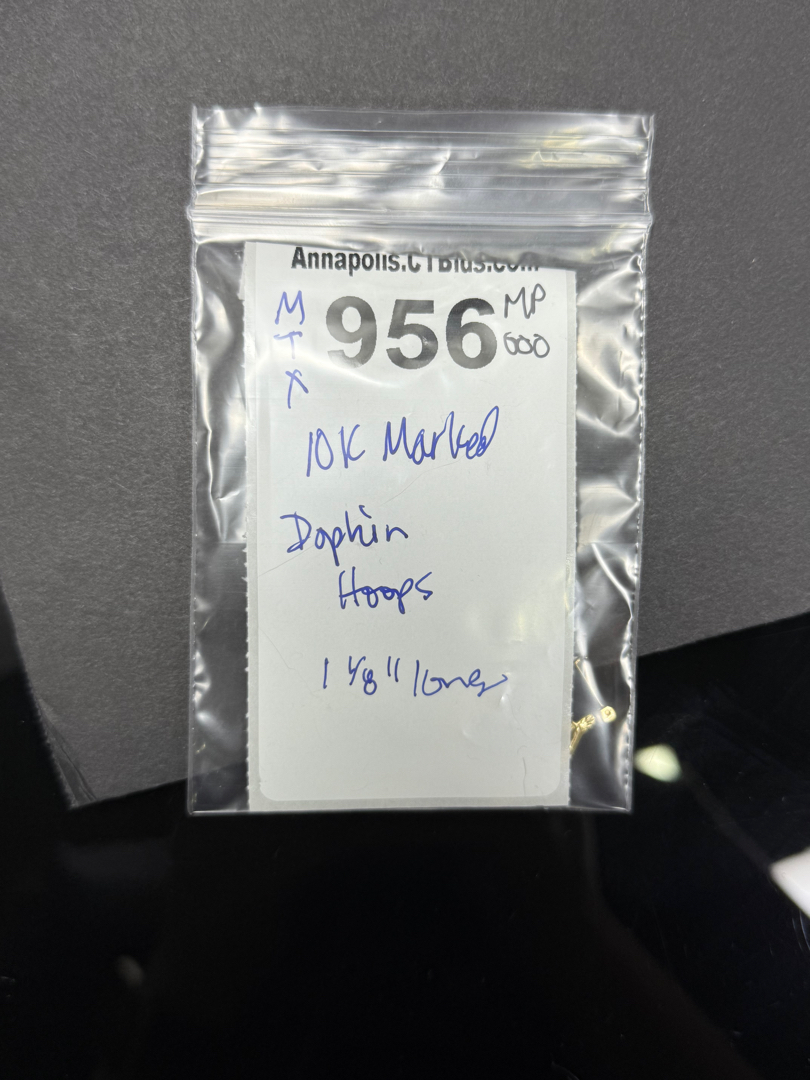 Annapolis.CTBids.com
M
T
X
956
MP
600
10K Marked
Dophin
Hoops
1 1/8" long